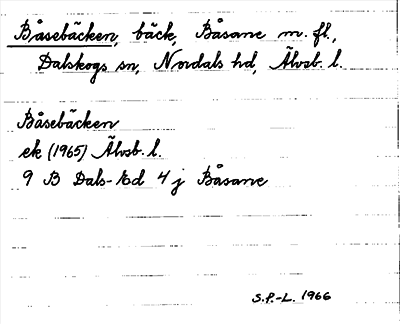 Båsebäcken, bäck, Båsane m. fl.,
Dalskogs sn, Nordals hd, Älvsb. l.
Båsebäcken
ek (1965) Älvsb. l.
9 B Dals-Ed 4 j Båsane
S.P.-L. 1966